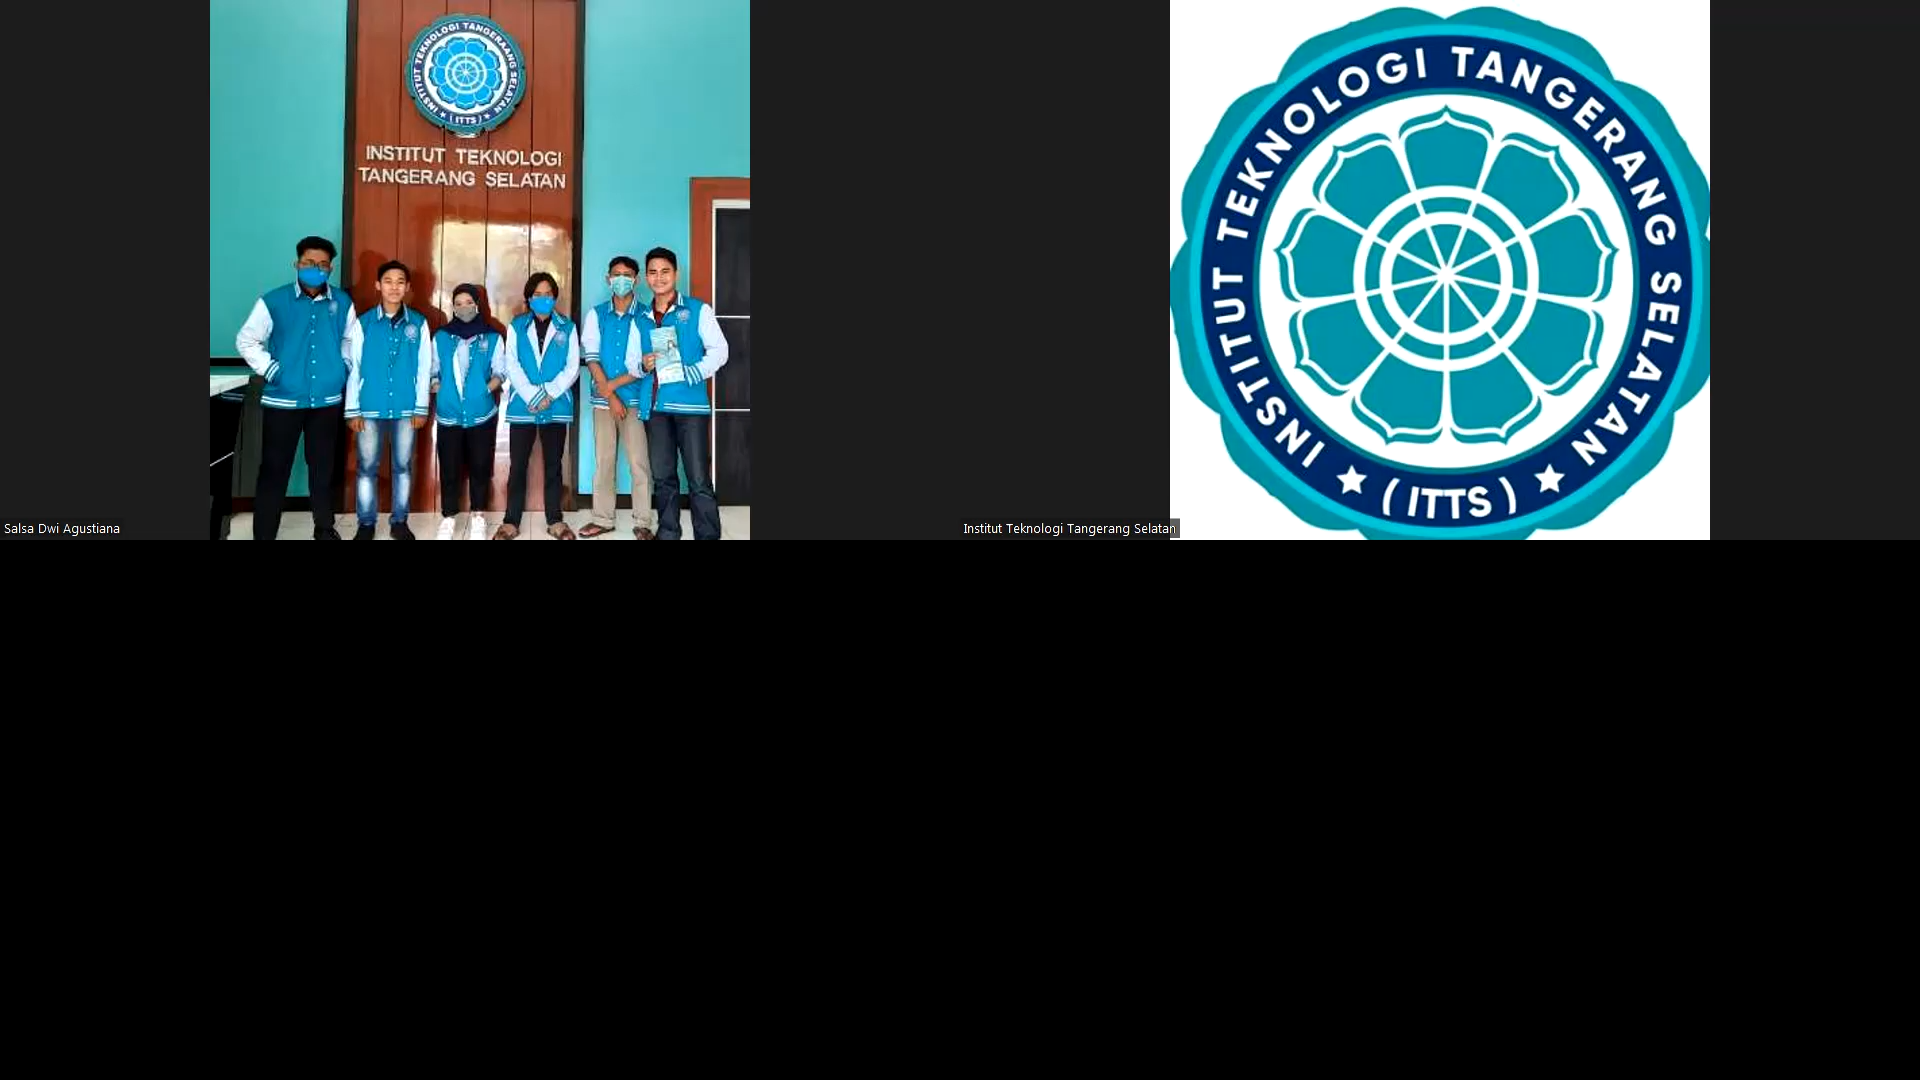 INSTITUT TEKNOLOGI TANGERANG SELATAN
★ (ITTS) ★
INSTITUT TEKNOLOGI
TANGERANG SELATAN
Salsa Dwi Agustiana
INSTITUT TEKNOLOGI TANGERANG SELATAN
★ (ITTS) ★
Institut Teknologi Tangerang Selatan